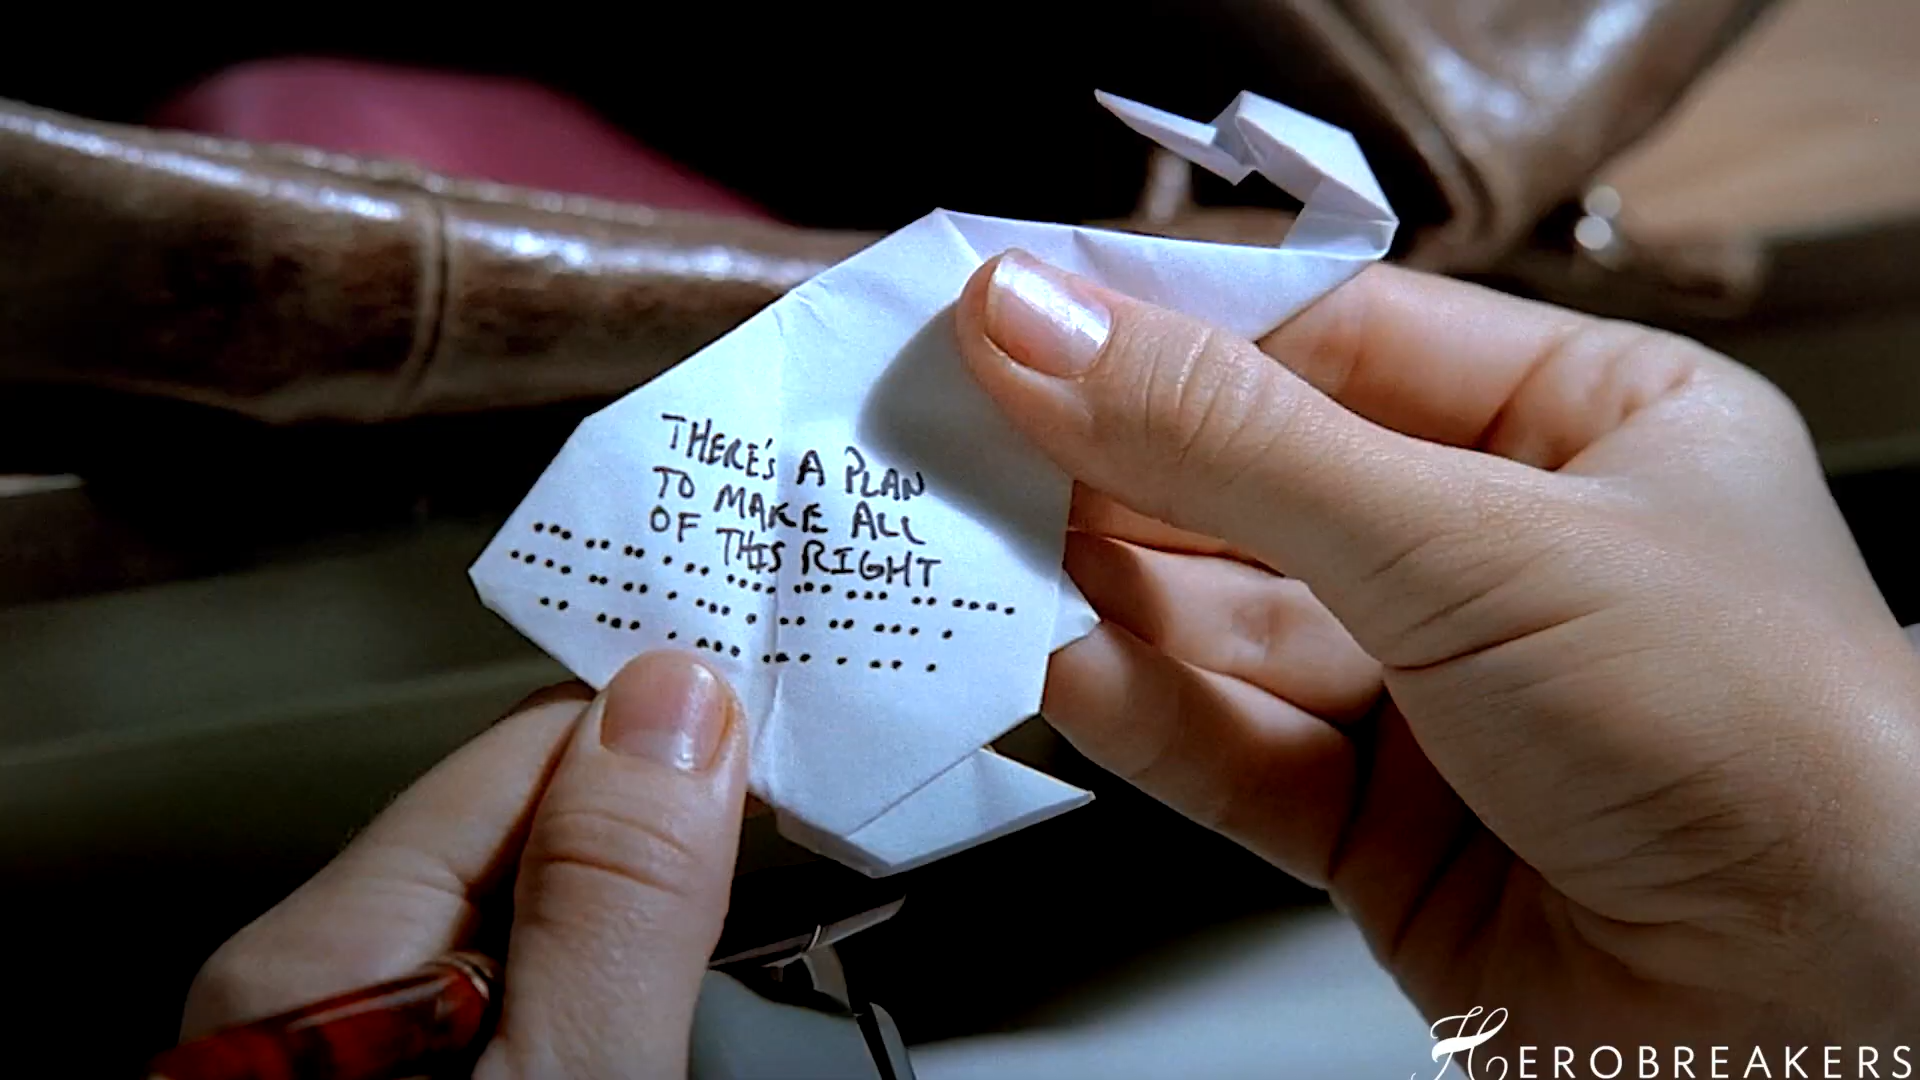 THERE'S A PLAN
TO MAKE ALL
OF THIS RIGHT
HEROBREAKERS